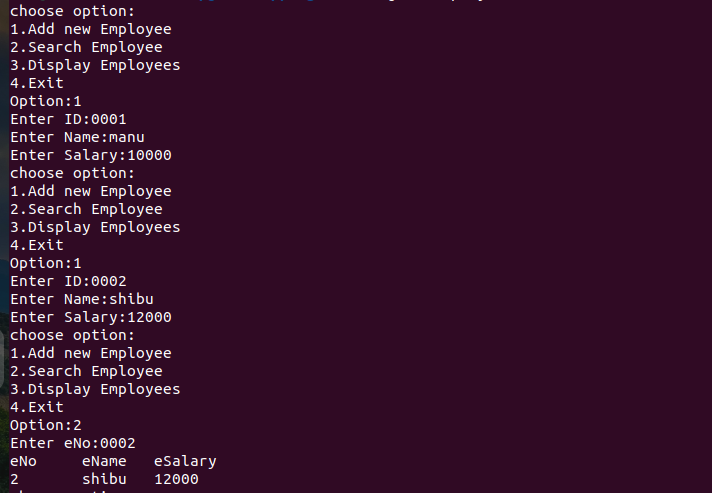 choose option:
1.Add new Employee
2.Search Employee
3.Display Employees
4.Exit
Option:1
Enter ID:0001
Enter Name:manu
Enter Salary:10000
choose option:
1.Add new Employee
2.Search Employee
3.Display Employees
4.Exit
Option:1
Enter ID:0002
Enter Name:shibu
Enter Salary:12000
choose option:
1.Add new Employee
2.Search Employee
3.Display Employees
4.Exit
Option:2
Enter eNo:0002
eNo     eName   eSalary
2       shibu   12000